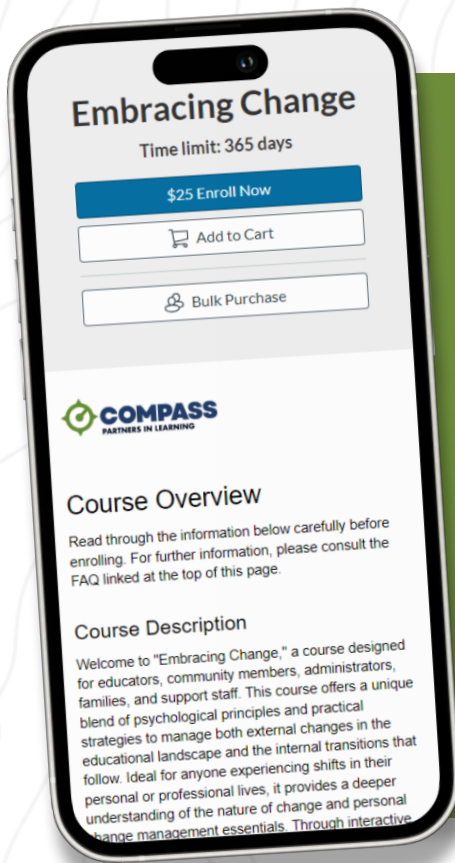 Embracing Change
Time limit: 365 days
$25 Enroll Now
Add to Cart
Bulk Purchase
COMPASS
PARTNERS IN LEARNING
Course Overview
Read through the information below carefully before
enrolling. For further information, please consult the
FAQ linked at the top of this page.
Course Description
Welcome to "Embracing Change," a course designed
for educators, community members, administrators,
families, and support staff. This course offers a unique
blend of psychological principles and practical
strategies to manage both external changes in the
educational landscape and the internal transitions that
follow. Ideal for anyone experiencing shifts in their
personal or professional lives, it provides a deeper
understanding of the nature of change and personal
change management essentials. Through interactive